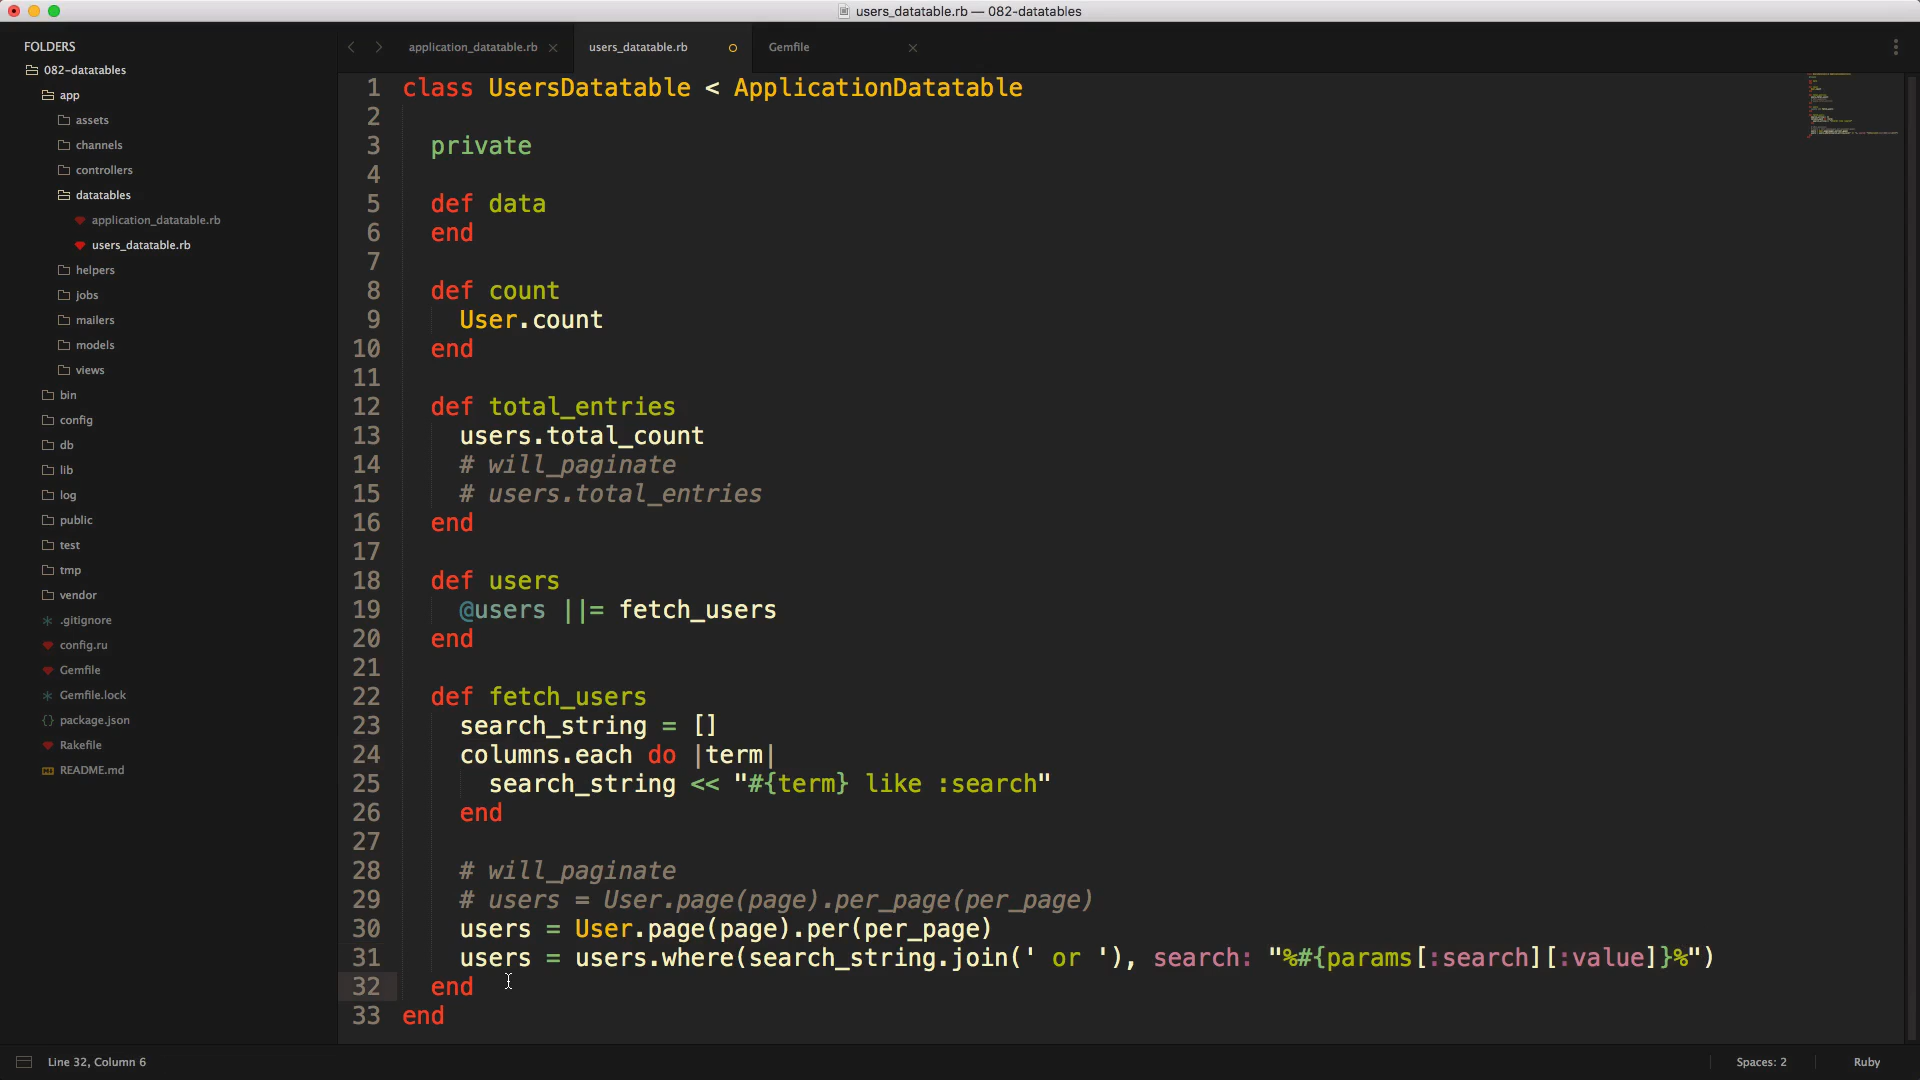 users_datatable.rb — 082-datatables
FOLDERS
082-datatables
app
assets
channels
controllers
datatables
application_datatable.rb
users_datatable.rb
helpers
jobs
mailers
models
views
bin
config
db
lib
log
public
test
tmp
vendor
.gitignore
config.ru
Gemfile
Gemfile.lock
package.json
Rakefile
README.md
application_datatable.rb
users_datatable.rb
Gemfile
1 class UsersDatatable < ApplicationDatatable
2
3   private
4
5   def data
6   end
7
8   def count
9     User.count
10   end
11
12   def total_entries
13     users.total_count
14     # will_paginate
15     # users.total_entries
16   end
17
18   def users
19     @users ||= fetch_users
20   end
21
22   def fetch_users
23     search_string = []
24     columns.each do |term|
25       search_string << "#{term} like :search"
26     end
27
28     # will_paginate
29     # users = User.page(page).per_page(per_page)
30     users = User.page(page).per(per_page)
31     users = users.where(search_string.join(' or '), search: "%#{params[:search][:value]}%")
32   end
33 end
Line 32, Column 6
Spaces: 2
Ruby